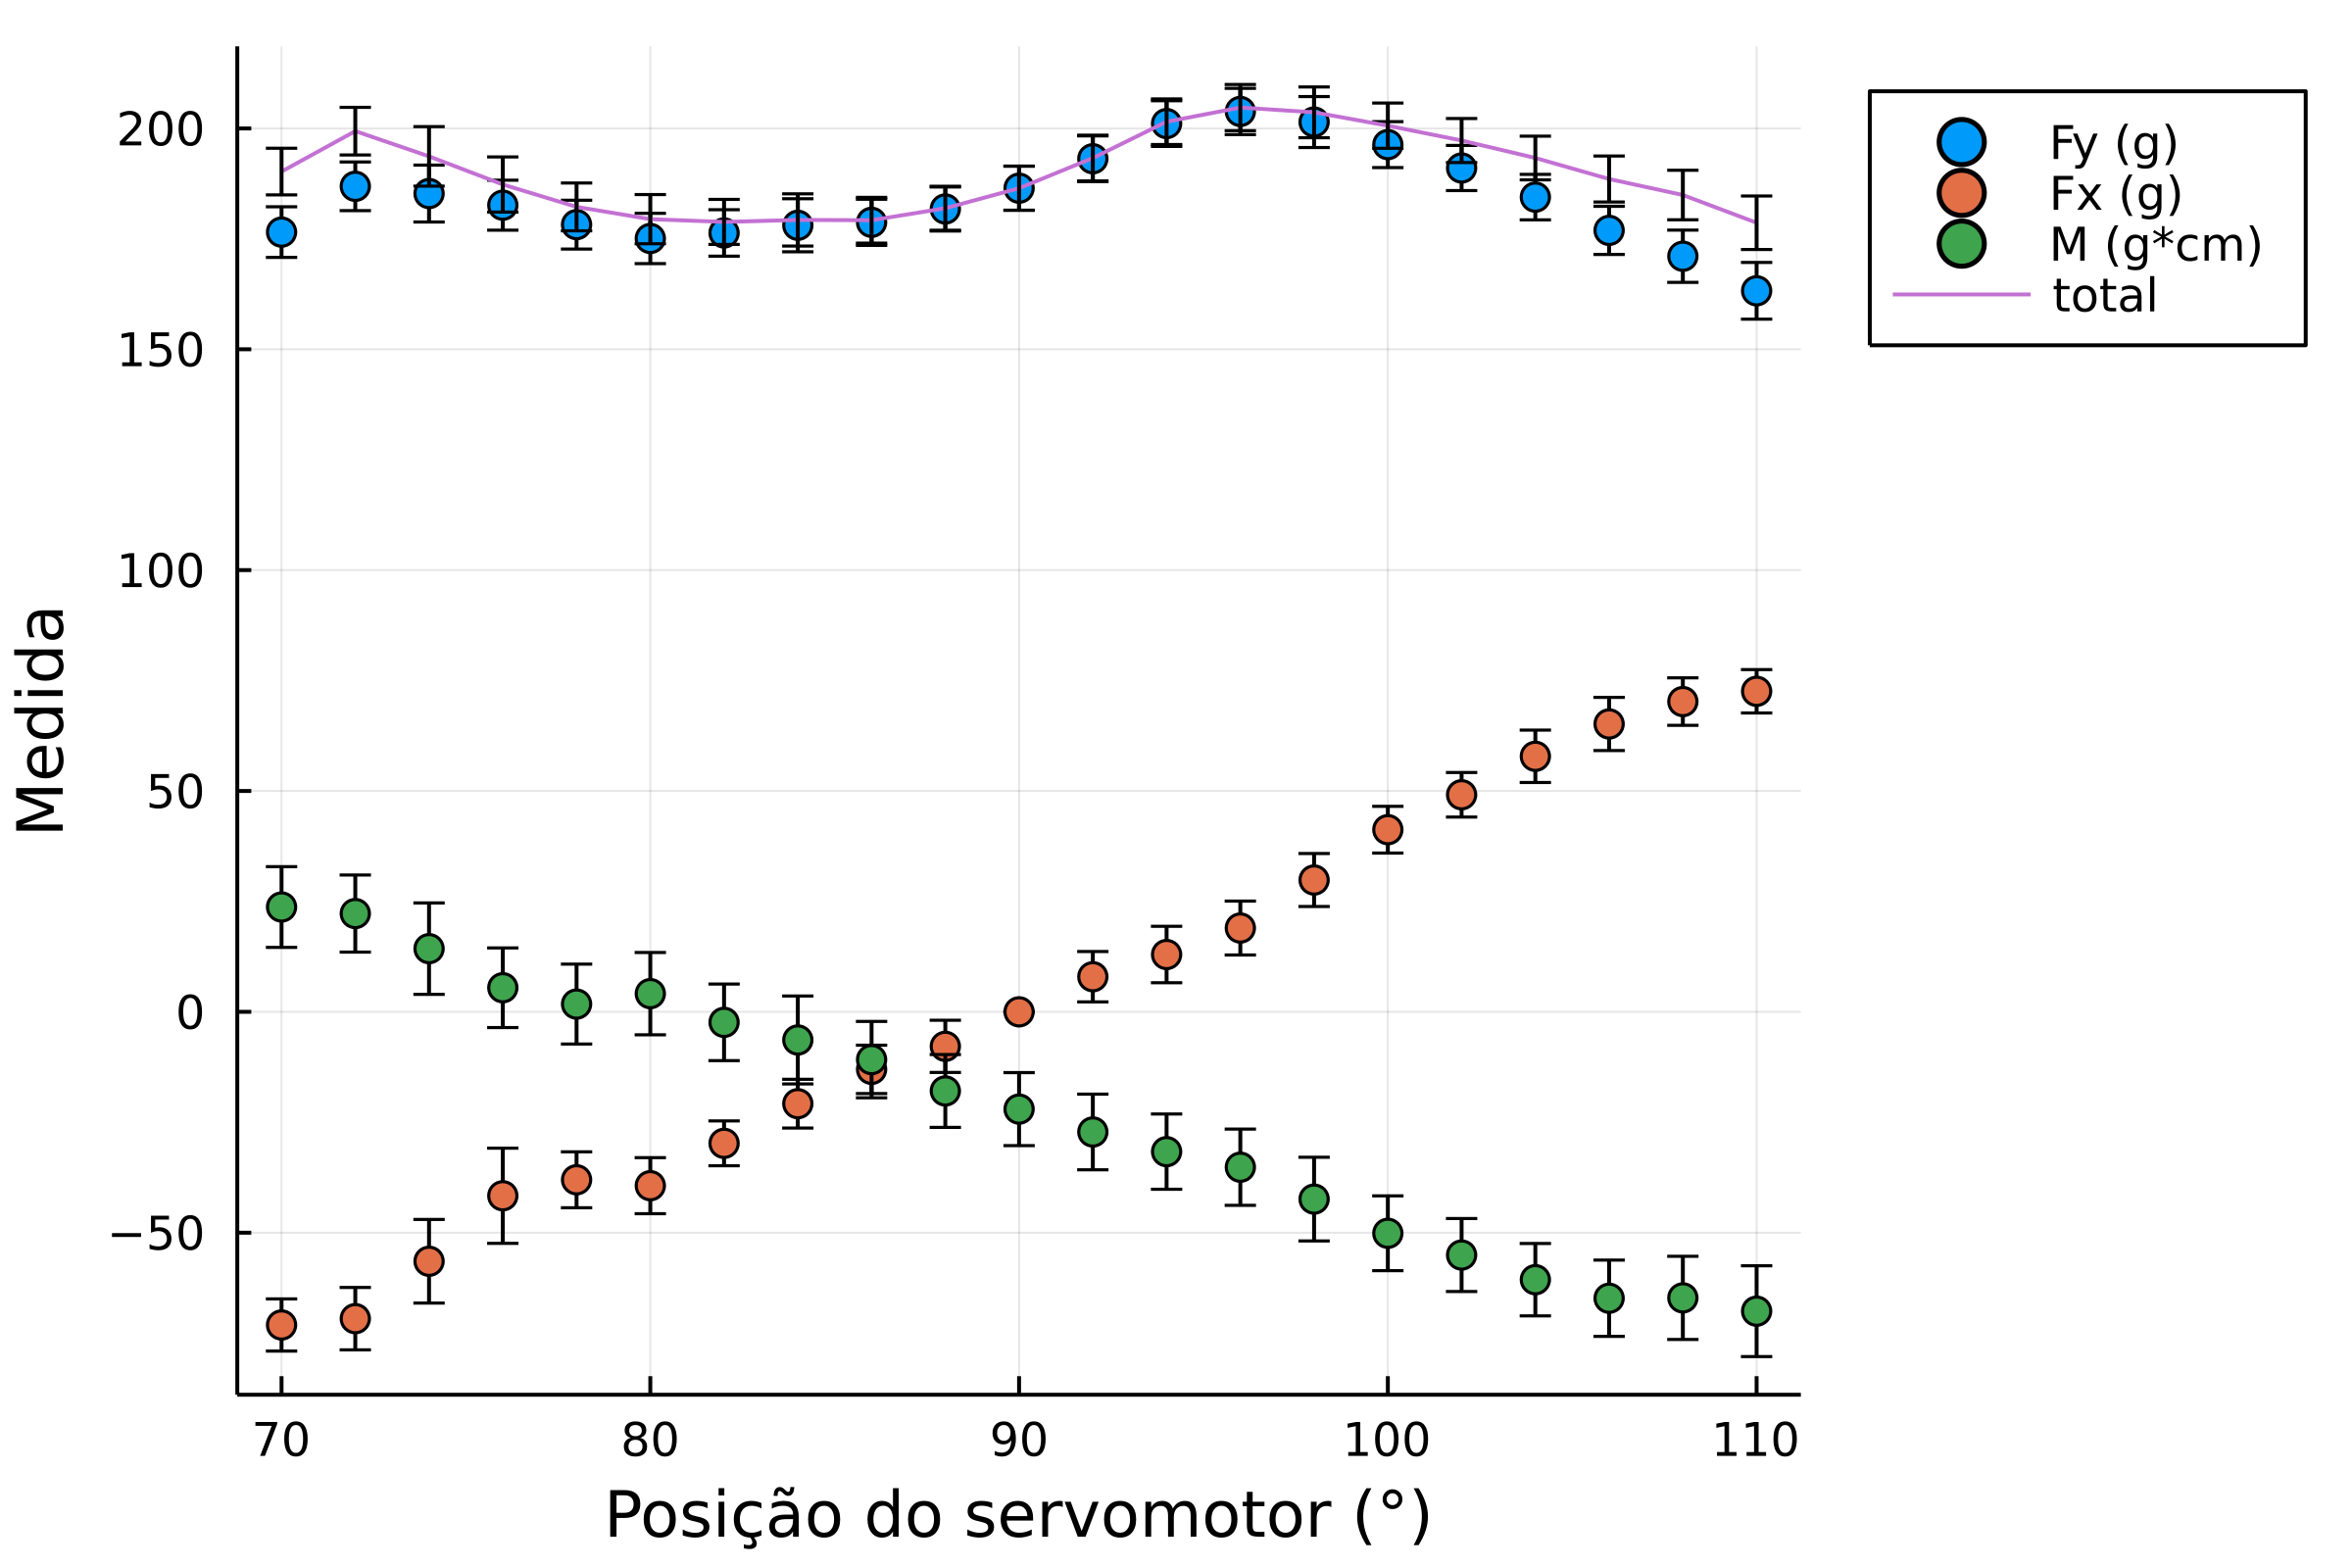 Medida
200
150
100
50
0
−50
70 80 90 100 110
Posição do servomotor (°)
Fy (g)
Fx (g)
M (g*cm)
total